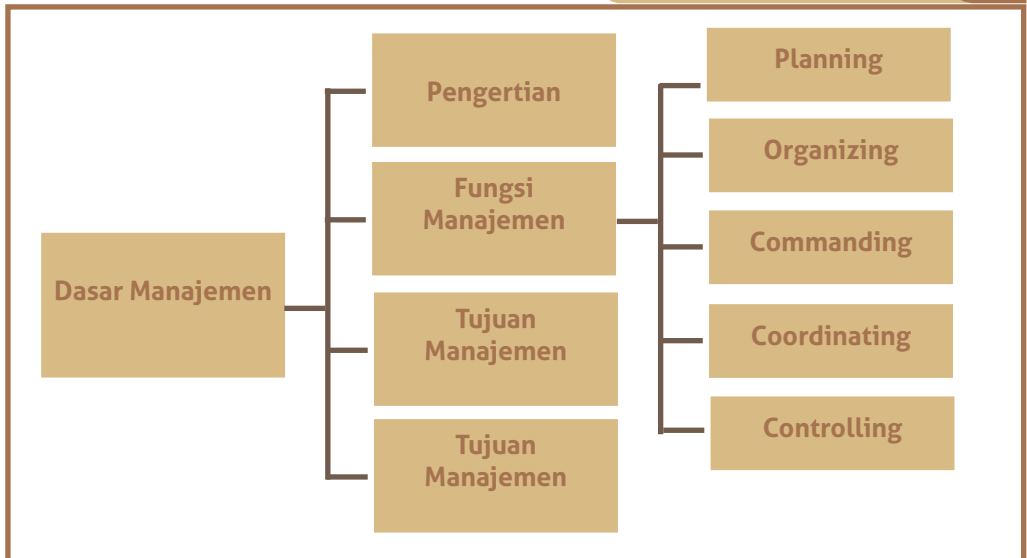 Dasar Manajemen
Pengertian
Fungsi
Manajemen
Tujuan
Manajemen
Tujuan
Manajemen
Planning
Organizing
Commanding
Coordinating
Controlling